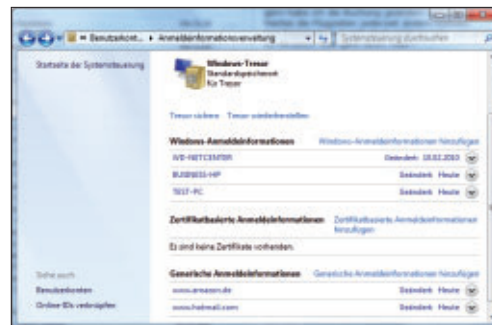 Benutzerkont... ▸ Anmeldeinformationsverwaltung
Systemsteuerung durchsuchen
Startseite der Systemsteuerung
Windows-Tresor
Standardspeicherort
für Tresor
Tresor sichern Tresor wiederherstellen
Windows-Anmeldeinformationen Windows-Anmeldeinformationen hinzufügen
Geändert: 18.02.2010
BUSINESS-HP Geändert: Heute
TEST-PC Geändert: Heute
Zertifikatbasierte Anmeldeinformationen Zertifikatbasierte Anmeldeinformationen
hinzufügen
Es sind keine Zertifikate vorhanden.
Generische Anmeldeinformationen Generische Anmeldeinformationen hinzufügen
www.amazon.de Geändert: Heute
www.hotmail.com Geändert: Heute
Siehe auch
Benutzerkonten
Online-IDs verknüpfen